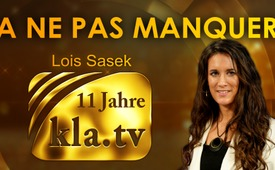 A NE PAS MANQUER
Lois Sasek
11 Jahre
kla.tv